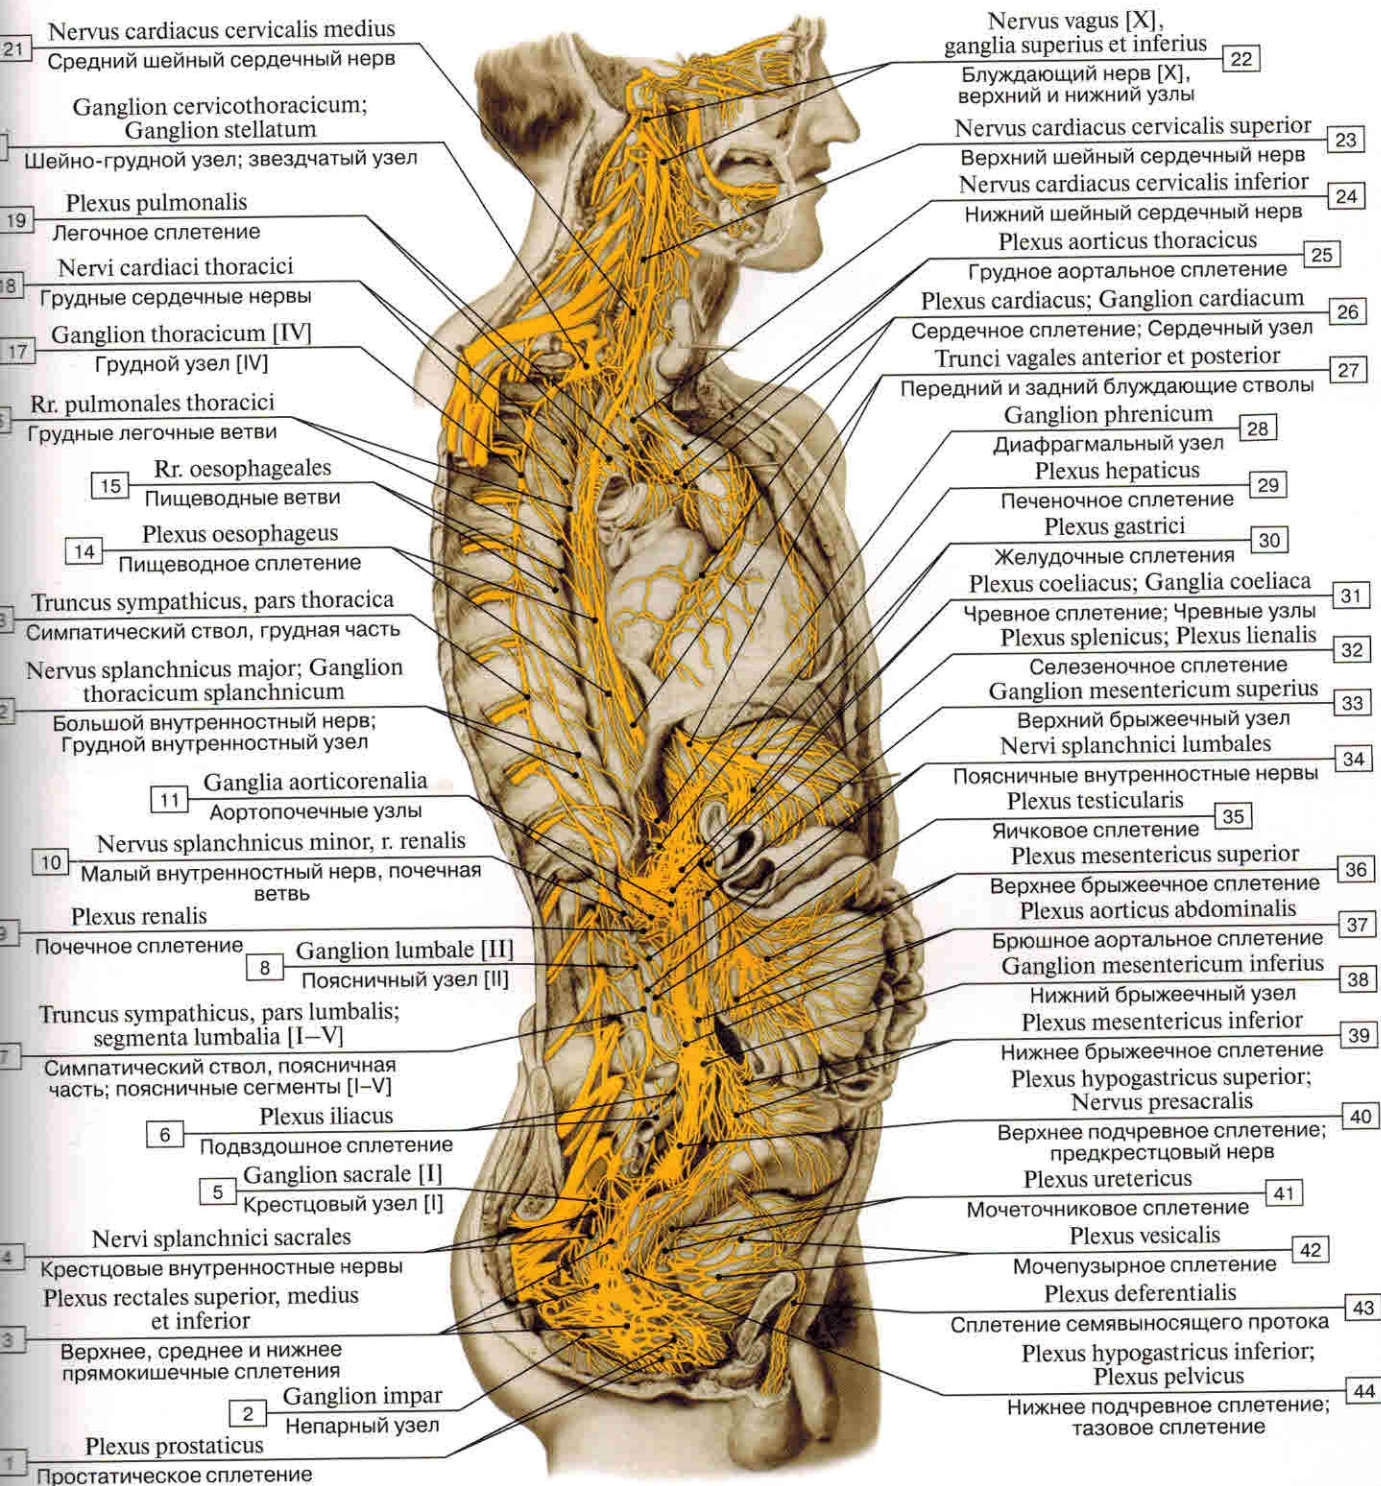 21
Nervus cardiacus cervicalis medius
Средний шейный сердечный нерв
Ganglion cervicothoracicum;
Ganglion stellatum
Шейно-грудной узел; звездчатый узел
19
Plexus pulmonalis
Легочное сплетение
18
Nervi cardiaci thoracici
Грудные сердечные нервы
17
Ganglion thoracicum [IV]
Грудной узел [IV]
Rr. pulmonales thoracici
Грудные легочные ветви
15
Rr. oesophageales
Пищеводные ветви
14
Plexus oesophageus
Пищеводное сплетение
3
Truncus sympathicus, pars thoracica
Симпатический ствол, грудная часть
2
Nervus splanchnicus major; Ganglion
thoracicum splanchnicum
Большой внутренностный нерв;
Грудной внутренностный узел
11
Ganglia aorticorenalia
Аортопочечные узлы
10
Nervus splanchnicus minor, r. renalis
Малый внутренностный нерв, почечная
ветвь
9
Plexus renalis
Почечное сплетение
8
Ganglion lumbale [II]
Поясничный узел [II]
7
Truncus sympathicus, pars lumbalis;
segmenta lumbalia [I–V]
Симпатический ствол, поясничная
часть; поясничные сегменты [I–V]
6
Plexus iliacus
Подвздошное сплетение
5
Ganglion sacrale [I]
Крестцовый узел [I]
4
Nervi splanchnici sacrales
Крестцовые внутренностные нервы
3
Plexus rectales superior, medius
et inferior
Верхнее, среднее и нижнее
прямокишечные сплетения
2
Ganglion impar
Непарный узел
1
Plexus prostaticus
Простатическое сплетение
Nervus vagus [X],
ganglia superius et inferius
22
Блуждающий нерв [X],
верхний и нижний узлы
Nervus cardiacus cervicalis superior
23
Верхний шейный сердечный нерв
Nervus cardiacus cervicalis inferior
24
Нижний шейный сердечный нерв
Plexus aorticus thoracicus
25
Грудное аортальное сплетение
Plexus cardiacus; Ganglion cardiacum
26
Сердечное сплетение; Сердечный узел
Trunci vagales anterior et posterior
27
Передний и задний блуждающие стволы
Ganglion phrenicum
28
Диафрагмальный узел
Plexus hepaticus
29
Печеночное сплетение
Plexus gastrici
30
Желудочные сплетения
Plexus coeliacus; Ganglia coeliaca
31
Чревное сплетение; Чревные узлы
Plexus splenicus; Plexus lienalis
32
Селезеночное сплетение
Ganglion mesentericum superius
33
Верхний брыжеечный узел
Nervi splanchnici lumbales
34
Поясничные внутренностные нервы
Plexus testicularis
35
Яичковое сплетение
Plexus mesentericus superior
36
Верхнее брыжеечное сплетение
Plexus aorticus abdominalis
37
Брюшное аортальное сплетение
Ganglion mesentericum inferius
38
Нижний брыжеечный узел
Plexus mesentericus inferior
39
Нижнее брыжеечное сплетение
Plexus hypogastricus superior;
Nervus presacralis
40
Верхнее подчревное сплетение;
предкрестцовый нерв
Plexus uretericus
41
Мочеточниковое сплетение
Plexus vesicalis
42
Мочепузырное сплетение
Plexus deferentialis
43
Сплетение семявыносящего протока
Plexus hypogastricus inferior;
Plexus pelvicus
44
Нижнее подчревное сплетение;
тазовое сплетение